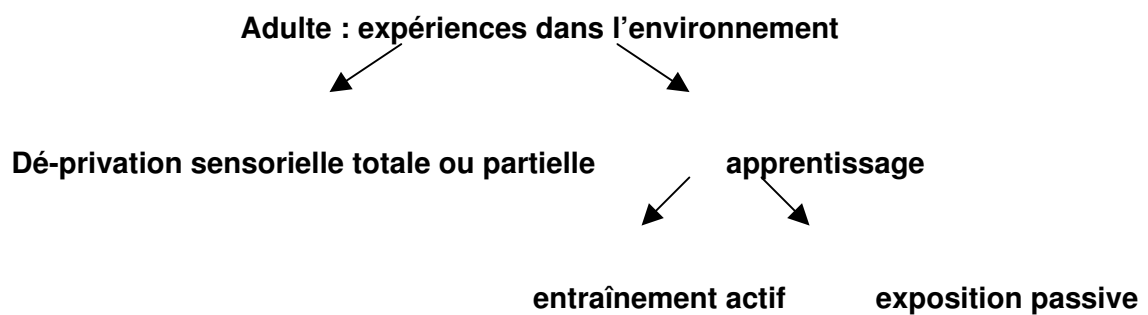 Adulte : expériences dans l’environnement
Dé-privation sensorielle totale ou partielle apprentissage
entraînement actif exposition passive